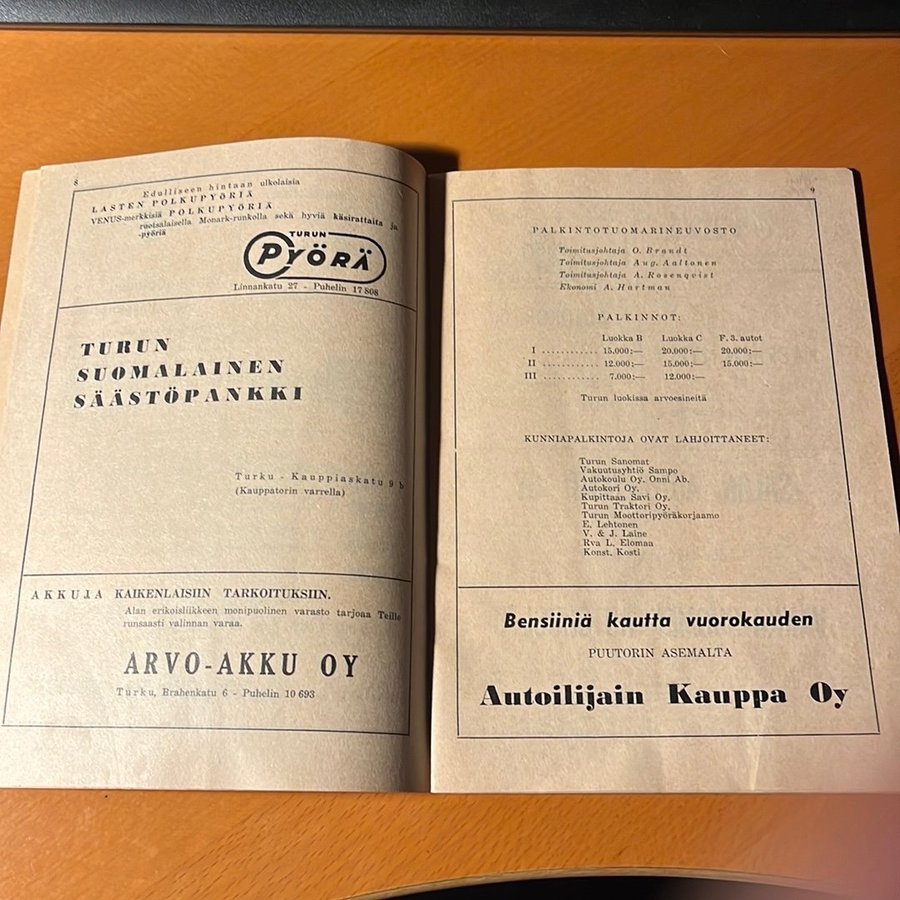 8
Edulliseen hintaan ulkolaisia
LASTEN POLKUPYÖRIÄ
VENUS-merkkisiä POLKUPYÖRIÄ
ruotsalaisella Monark-rungolla sekä hyviä käsirattaita ja
-pyöriä
TURUN
PYÖRÄ
Linnankatu 27 - Puhelin 17 808
TURUN
SUOMALAINEN
SÄÄSTÖPANKKI
Turku - Kauppiaskatu 9 b
(Kauppatorin varrella)
AKKUJA KAIKENLAISIN TARKOITUKSIIN.
Alan erikoisliikkeen monipuolinen varasto tarjoaa Teille
runsaasti valinnan varaa.
ARVO-AKKU OY
Turku, Brahenkatu 6 - Puhelin 10 693
9
PALKINTOTUOMARINEUVOSTO
Toimitusjohtaja O. Brandt
Toimitusjohtaja Aug. Aaltonen
Toimitusjohtaja A. Rosenqvist
Ekonomi A. Hartman
PALKINNOT:
Luokka B Luokka C F. 3. autot
I ........... 15.000:— 20.000:— 20.000:—
II ........... 12.000:— 15.000:— 15.000:—
III ........... 7.000:— 12.000:—
Turun luokissa arvoesineitä
KUNNIAPALKINTOJA OVAT LAHJOITTANEET:
Turun Sanomat
Vakuutusyhtiö Sampo
Autokoulu Oy. Onni Ab.
Autokori Oy.
Kupittaan Savi Oy.
Turun Traktori Oy.
Turun Moottoripyöräkorjaamo
E. Lehtonen
V. & J. Laine
Rva L. Elomaa
Konst. Kosti
Bensiiniä kautta vuorokauden
PUUTORIN ASEMALTA
Autoilijain Kauppa Oy